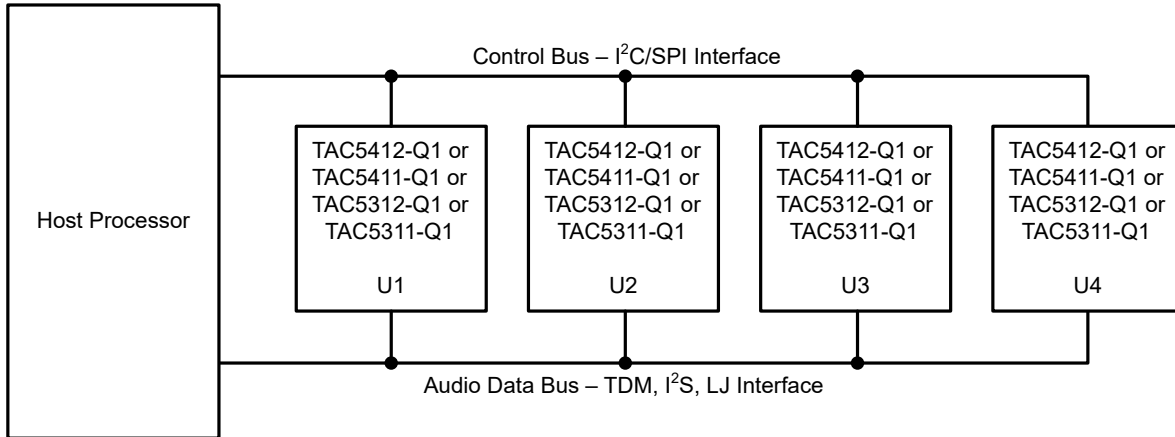 Control Bus – I²C/SPI Interface
Host Processor
TAC5412-Q1 or
TAC5411-Q1 or
TAC5312-Q1 or
TAC5311-Q1
U1
TAC5412-Q1 or
TAC5411-Q1 or
TAC5312-Q1 or
TAC5311-Q1
U2
TAC5412-Q1 or
TAC5411-Q1 or
TAC5312-Q1 or
TAC5311-Q1
U3
TAC5412-Q1 or
TAC5411-Q1 or
TAC5312-Q1 or
TAC5311-Q1
U4
Audio Data Bus – TDM, I²S, LJ Interface